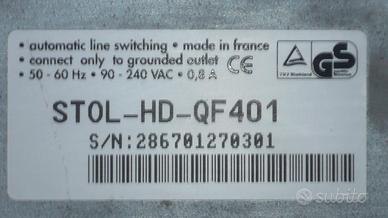 • automatic line switching • made in france
• connect only to grounded outlet CE
• 50-60 Hz • 90-240 VAC • 0,8 A
TÜV Rheinland
GS
STOL-HD-QF401
S/N:286701270301
subito